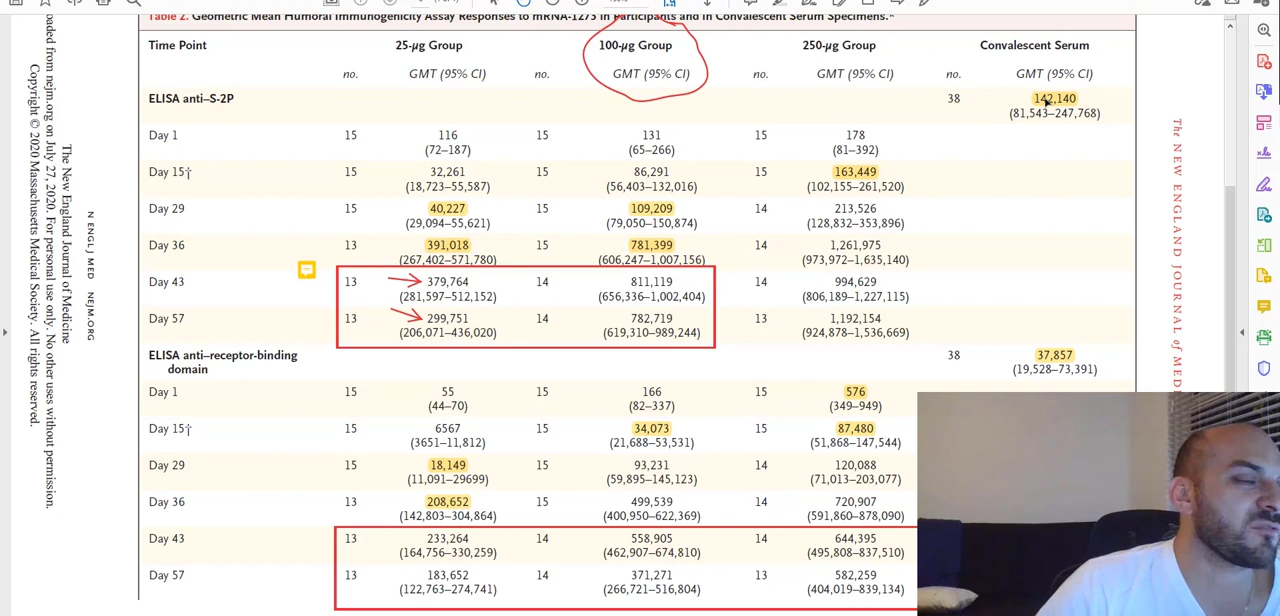 Table 2. Geometric Mean Humoral Immunogenicity Assay Responses to mRNA-1273 in Participants and in Convalescent Serum Specimens.*
Time Point 25-μg Group 100-μg Group 250-μg Group Convalescent Serum
no. GMT (95% CI) no. GMT (95% CI) no. GMT (95% CI) no. GMT (95% CI)
ELISA anti–S-2P 38 142,140
(81,543–247,768)
Day 1 15 116 15 131 15 178
(72–187) (65–266) (81–392)
Day 15† 15 32,261 15 86,291 15 163,449
(18,723–55,587) (56,403–132,016) (102,155–261,520)
Day 29 15 40,227 15 109,209 14 213,526
(29,094–55,621) (79,050–150,874) (128,832–353,896)
Day 36 13 391,018 15 781,399 14 1,261,975
(267,402–571,780) (606,247–1,007,156) (973,972–1,635,140)
Day 43 13 379,764 14 811,119 14 994,629
(281,597–512,152) (656,336–1,002,404) (806,189–1,227,115)
Day 57 13 299,751 14 782,719 13 1,192,154
(206,071–436,020) (619,310–989,244) (924,878–1,536,669)
ELISA anti–receptor-binding 38 37,857
domain (19,528–73,391)
Day 1 15 55 15 166 15 576
(44–70) (82–337) (349–949)
Day 15† 15 6567 15 34,073 15 87,480
(3651–11,812) (21,688–53,531) (51,868–147,544)
Day 29 15 18,149 15 93,231 14 120,088
(11,091–29699) (59,895–145,123) (71,013–203,077)
Day 36 13 208,652 15 499,539 14 720,907
(142,803–304,864) (400,950–622,369) (591,860–878,090)
Day 43 13 233,264 14 558,905 14 644,395
(164,756–330,259) (462,907–674,810) (495,808–837,510)
Day 57 13 183,652 14 371,271 13 582,259
(122,763–274,741) (266,721–516,804) (404,019–839,134)
N ENGL J MED NEJM.ORG
The New England Journal of Medicine
loaded from nejm.org on July 27, 2020. For personal use only. No other uses without permission.
Copyright © 2020 Massachusetts Medical Society. All rights reserved.
The NEW ENGLAND JOURNAL of MED